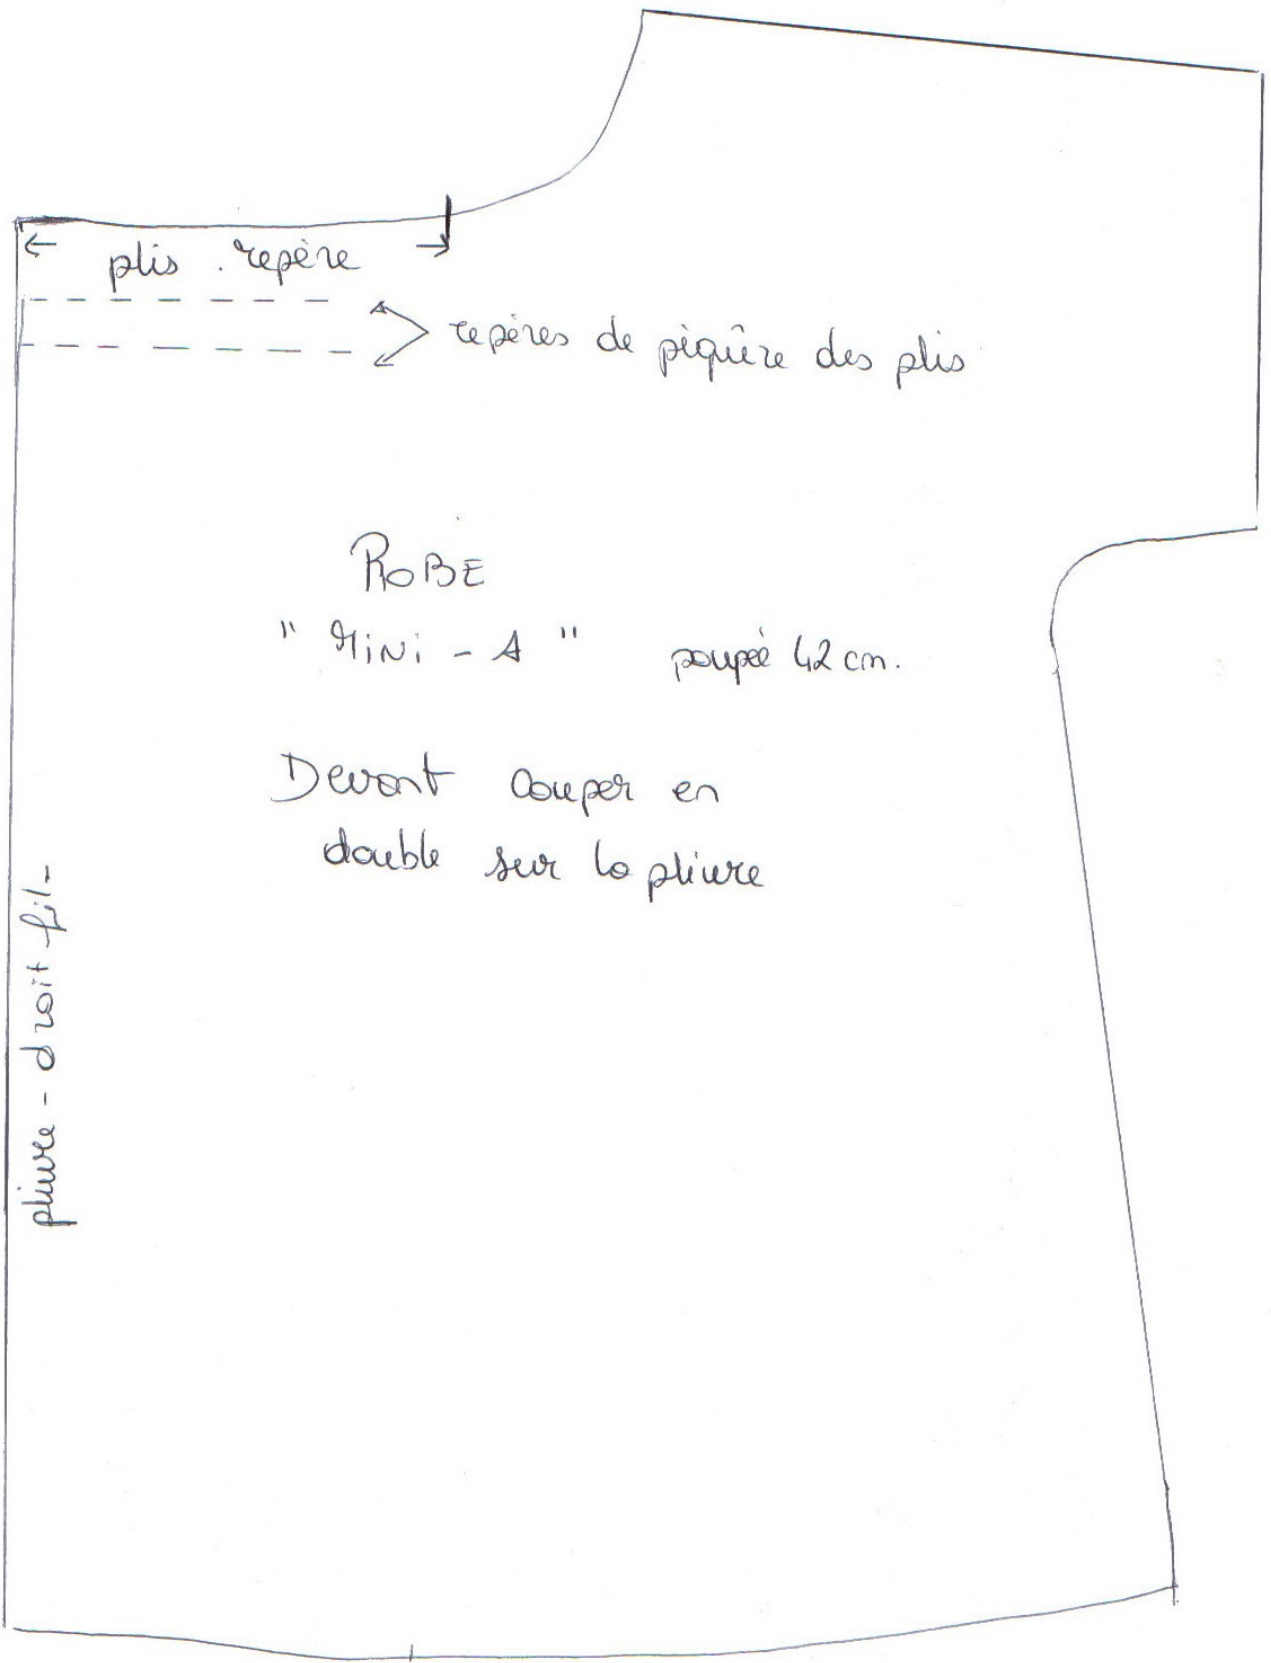 plis . repère
repères de piqûre des plis
ROBE
" MiNi - A " poupée 42 cm.
Devant couper en
double sur la pliure
pliure - droit fil -